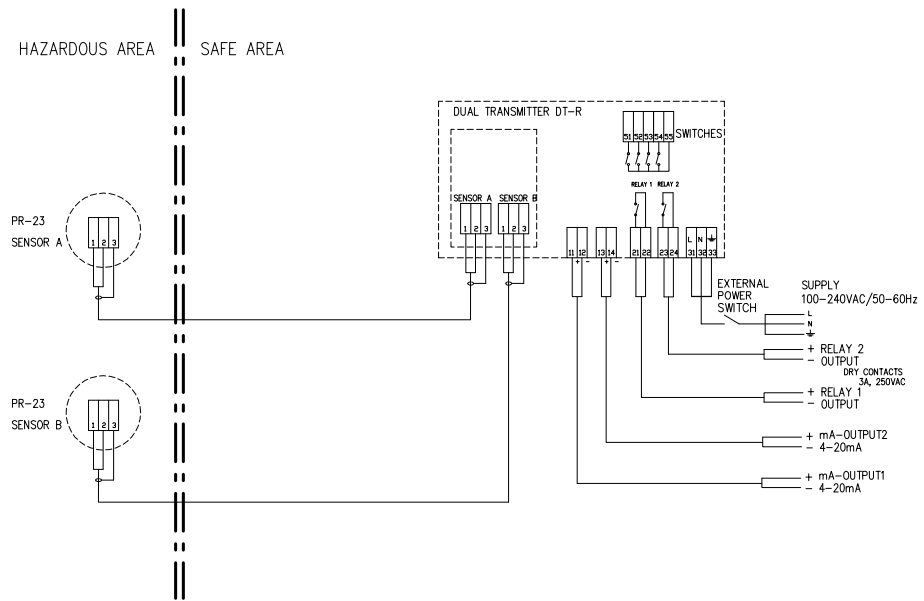 HAZARDOUS AREA
SAFE AREA
DUAL TRANSMITTER DT-R
51 52 53 54 55
SWITCHES
RELAY 1 RELAY 2
SENSOR A SENSOR B
1 2 3
1 2 3
PR-23
SENSOR A
1 2 3
L N
11 12
13 14
21 22
23 24
31 32 33
+ -
+ -
EXTERNAL
POWER
SWITCH
SUPPLY
100-240VAC/50-60Hz
L
N
+ RELAY 2
- OUTPUT
DRY CONTACTS
3A, 250VAC
+ RELAY 1
- OUTPUT
PR-23
SENSOR B
1 2 3
+ mA-OUTPUT2
- 4-20mA
+ mA-OUTPUT1
- 4-20mA